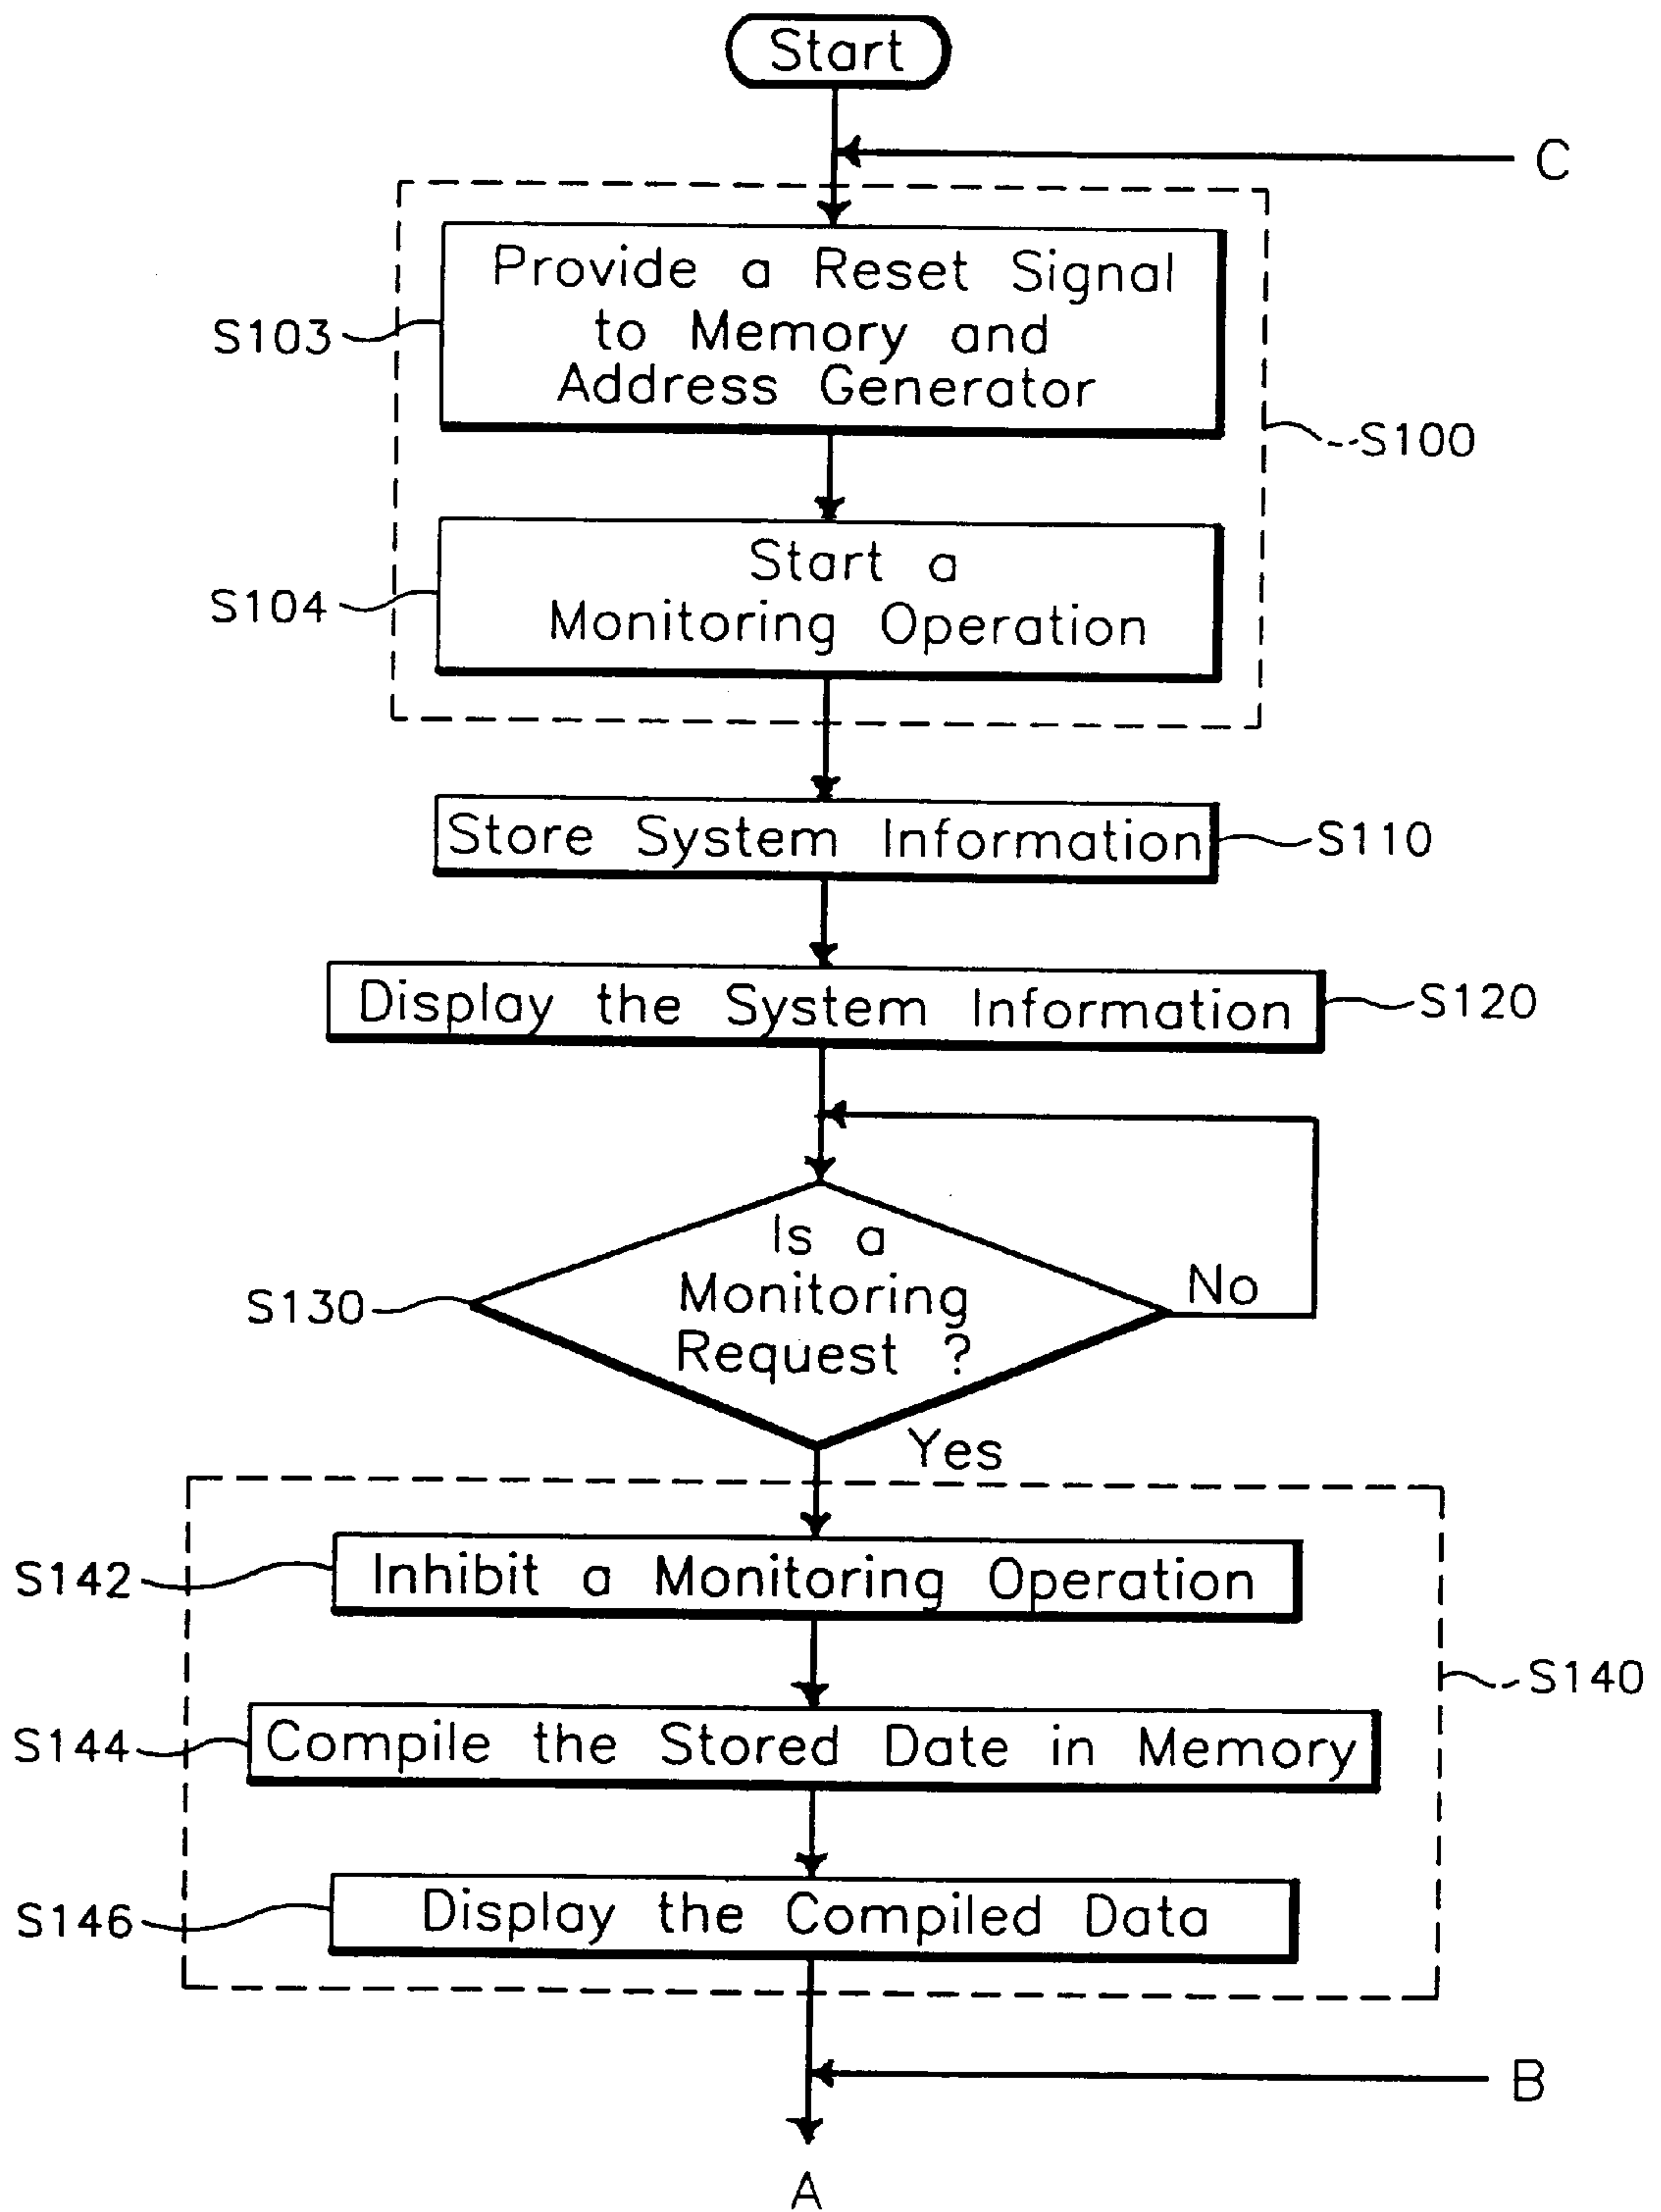 Start
C
Provide a Reset Signal
to Memory and
Address Generator
S103
S100
Start a
Monitoring Operation
S104
Store System Information
S110
Display the System Information
S120
Is a
Monitoring
Request ?
S130
No
Yes
S142
Inhibit a Monitoring Operation
S140
S144
Compile the Stored Date in Memory
S146
Display the Compiled Data
B
A